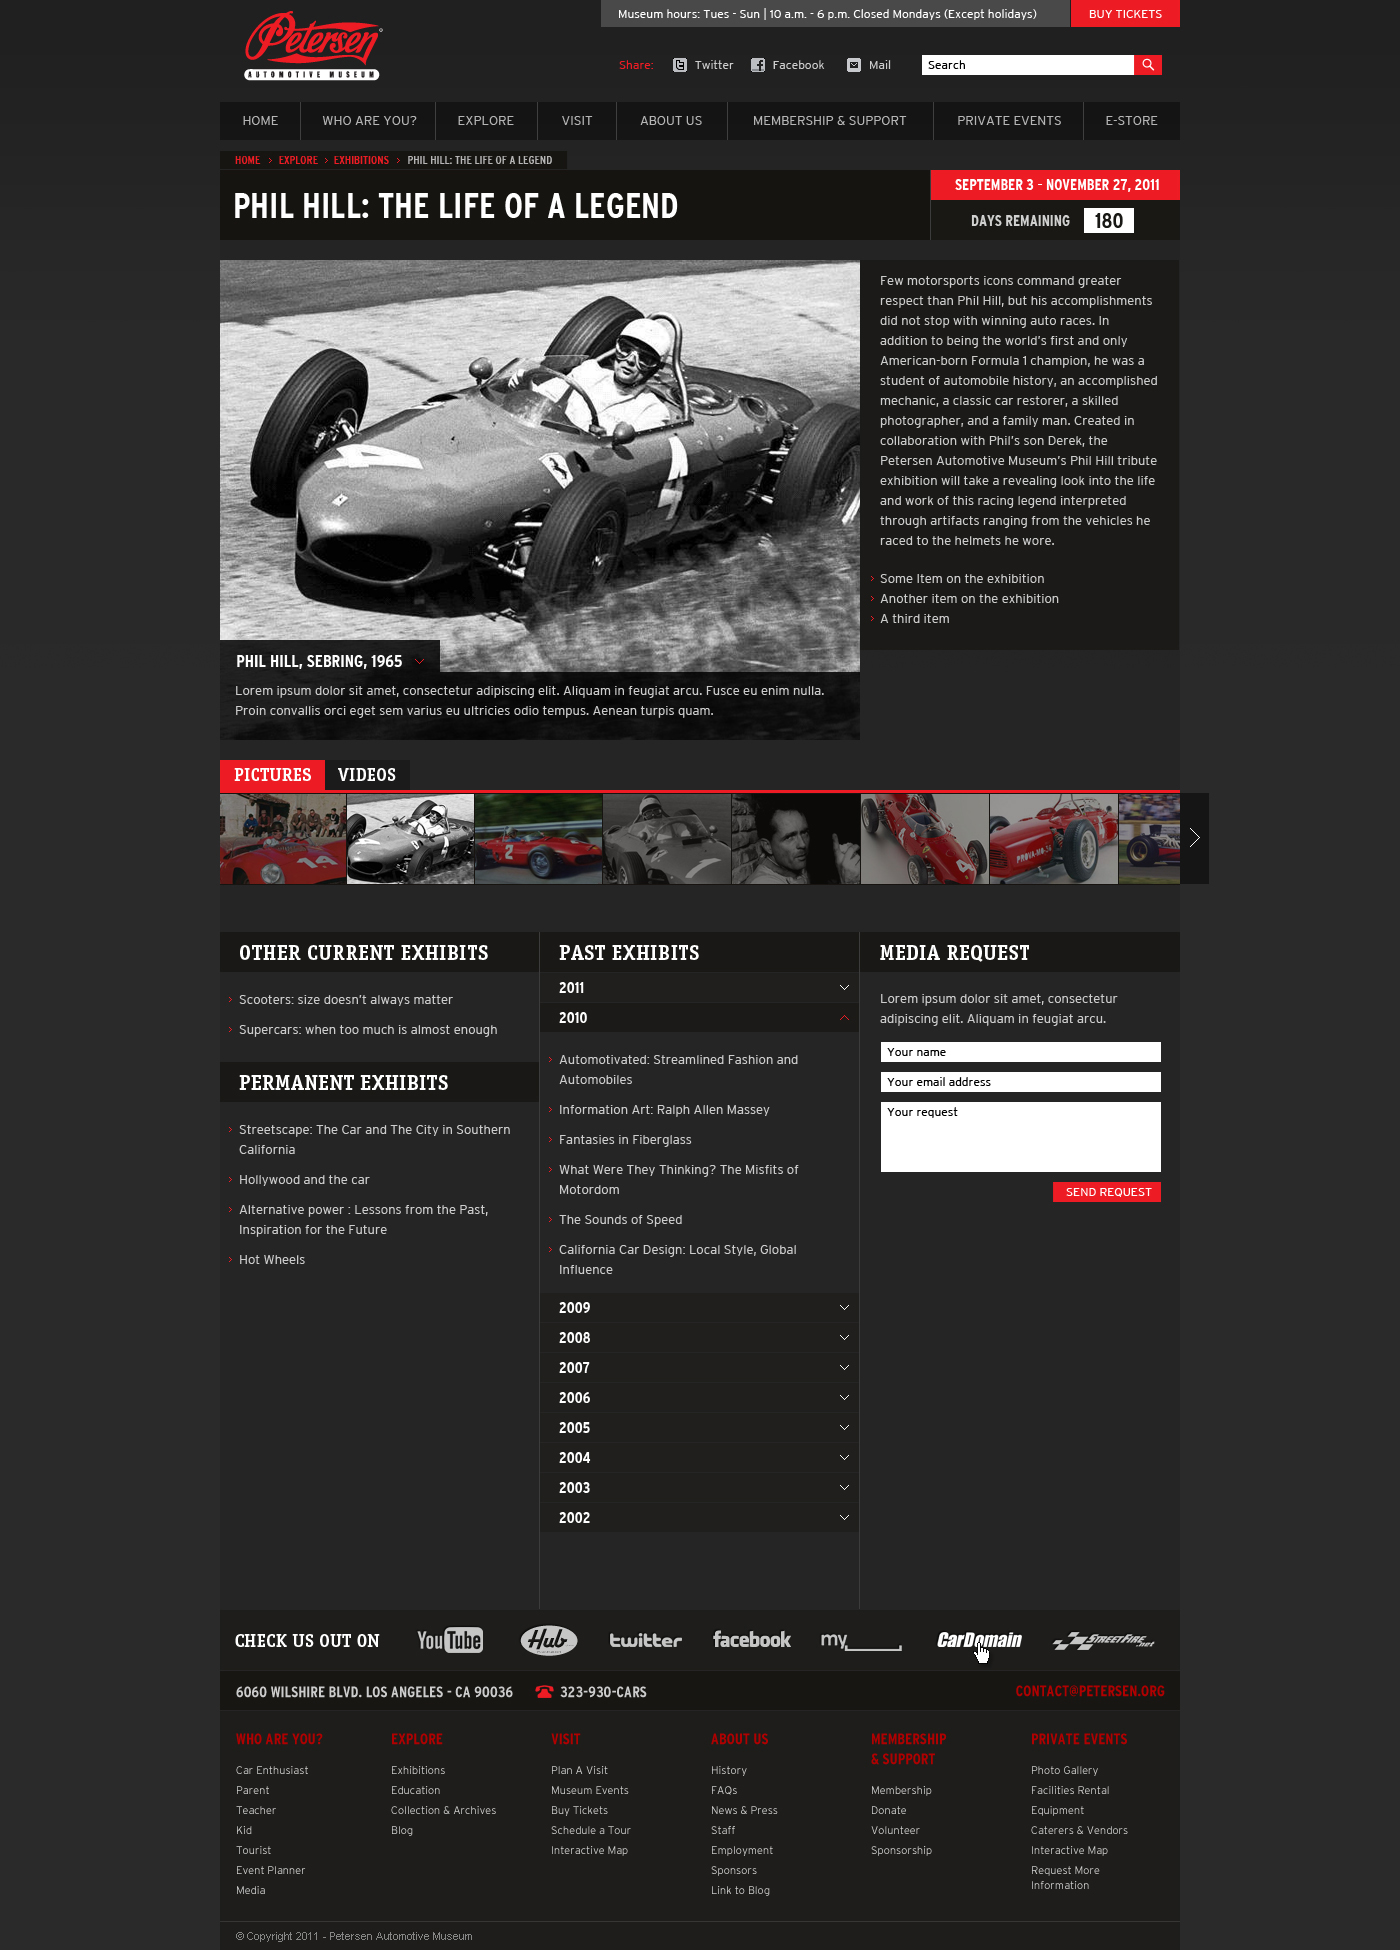 Petersen
AUTOMOTIVE MUSEUM
Museum hours: Tues - Sun | 10 a.m. - 6 p.m. Closed Mondays (Except holidays)
BUY TICKETS
Share: Twitter Facebook Mail
Search
HOME WHO ARE YOU? EXPLORE VISIT ABOUT US MEMBERSHIP & SUPPORT PRIVATE EVENTS E-STORE
HOME > EXPLORE > EXHIBITIONS > PHIL HILL: THE LIFE OF A LEGEND
PHIL HILL: THE LIFE OF A LEGEND
SEPTEMBER 3 - NOVEMBER 27, 2011
DAYS REMAINING 180
Few motorsports icons command greater
respect than Phil Hill, but his accomplishments
did not stop with winning auto races. In
addition to being the world's first and only
American-born Formula 1 champion, he was a
student of automobile history, an accomplished
mechanic, a classic car restorer, a skilled
photographer, and a family man. Created in
collaboration with Phil's son Derek, the
Petersen Automotive Museum's Phil Hill tribute
exhibition will take a revealing look into the life
and work of this racing legend interpreted
through artifacts ranging from the vehicles he
raced to the helmets he wore.
Some Item on the exhibition
Another item on the exhibition
A third item
PHIL HILL, SEBRING, 1965
Lorem ipsum dolor sit amet, consectetur adipiscing elit. Aliquam in feugiat arcu. Fusce eu enim nulla.
Proin convallis orci eget sem varius eu ultricies odio tempus. Aenean turpis quam.
PICTURES VIDEOS
OTHER CURRENT EXHIBITS
Scooters: size doesn't always matter
Supercars: when too much is almost enough
PERMANENT EXHIBITS
Streetscape: The Car and The City in Southern
California
Hollywood and the car
Alternative power : Lessons from the Past,
Inspiration for the Future
Hot Wheels
PAST EXHIBITS
2011
2010
Automotivated: Streamlined Fashion and
Automobiles
Information Art: Ralph Allen Massey
Fantasies in Fiberglass
What Were They Thinking? The Misfits of
Motordom
The Sounds of Speed
California Car Design: Local Style, Global
Influence
2009
2008
2007
2006
2005
2004
2003
2002
MEDIA REQUEST
Lorem ipsum dolor sit amet, consectetur
adipiscing elit. Aliquam in feugiat arcu.
Your name
Your email address
Your request
SEND REQUEST
CHECK US OUT ON YouTube Hub twitter facebook my CarDomain StreetFire.net
6060 WILSHIRE BLVD. LOS ANGELES - CA 90036 323-930-CARS CONTACT@PETERSEN.ORG
WHO ARE YOU?
Car Enthusiast
Parent
Teacher
Kid
Tourist
Event Planner
Media
EXPLORE
Exhibitions
Education
Collection & Archives
Blog
VISIT
Plan A Visit
Museum Events
Buy Tickets
Schedule a Tour
Interactive Map
ABOUT US
History
FAQs
News & Press
Staff
Employment
Sponsors
Link to Blog
MEMBERSHIP
& SUPPORT
Membership
Donate
Volunteer
Sponsorship
PRIVATE EVENTS
Photo Gallery
Facilities Rental
Equipment
Caterers & Vendors
Interactive Map
Request More
Information
© Copyright 2011 - Petersen Automotive Museum